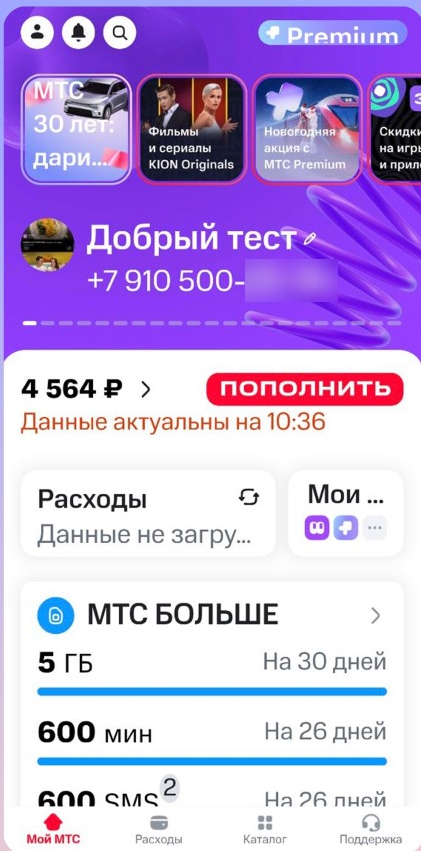 Premium
МТС
30 лет:
дари...
Фильмы
и сериалы
KION Originals
Новогодняя
акция с
МТС Premium
Скидки
на игры
и прил
Добрый тест
+7 910 500-
4 564 ₽
ПОПОЛНИТЬ
Данные актуальны на 10:36
Расходы
Данные не загру...
Мои ...
МТС БОЛЬШЕ
5 ГБ
На 30 дней
600 мин
На 26 дней
600 SMS 2
На 26 дней
Мой МТС
Расходы
Каталог
Поддержка